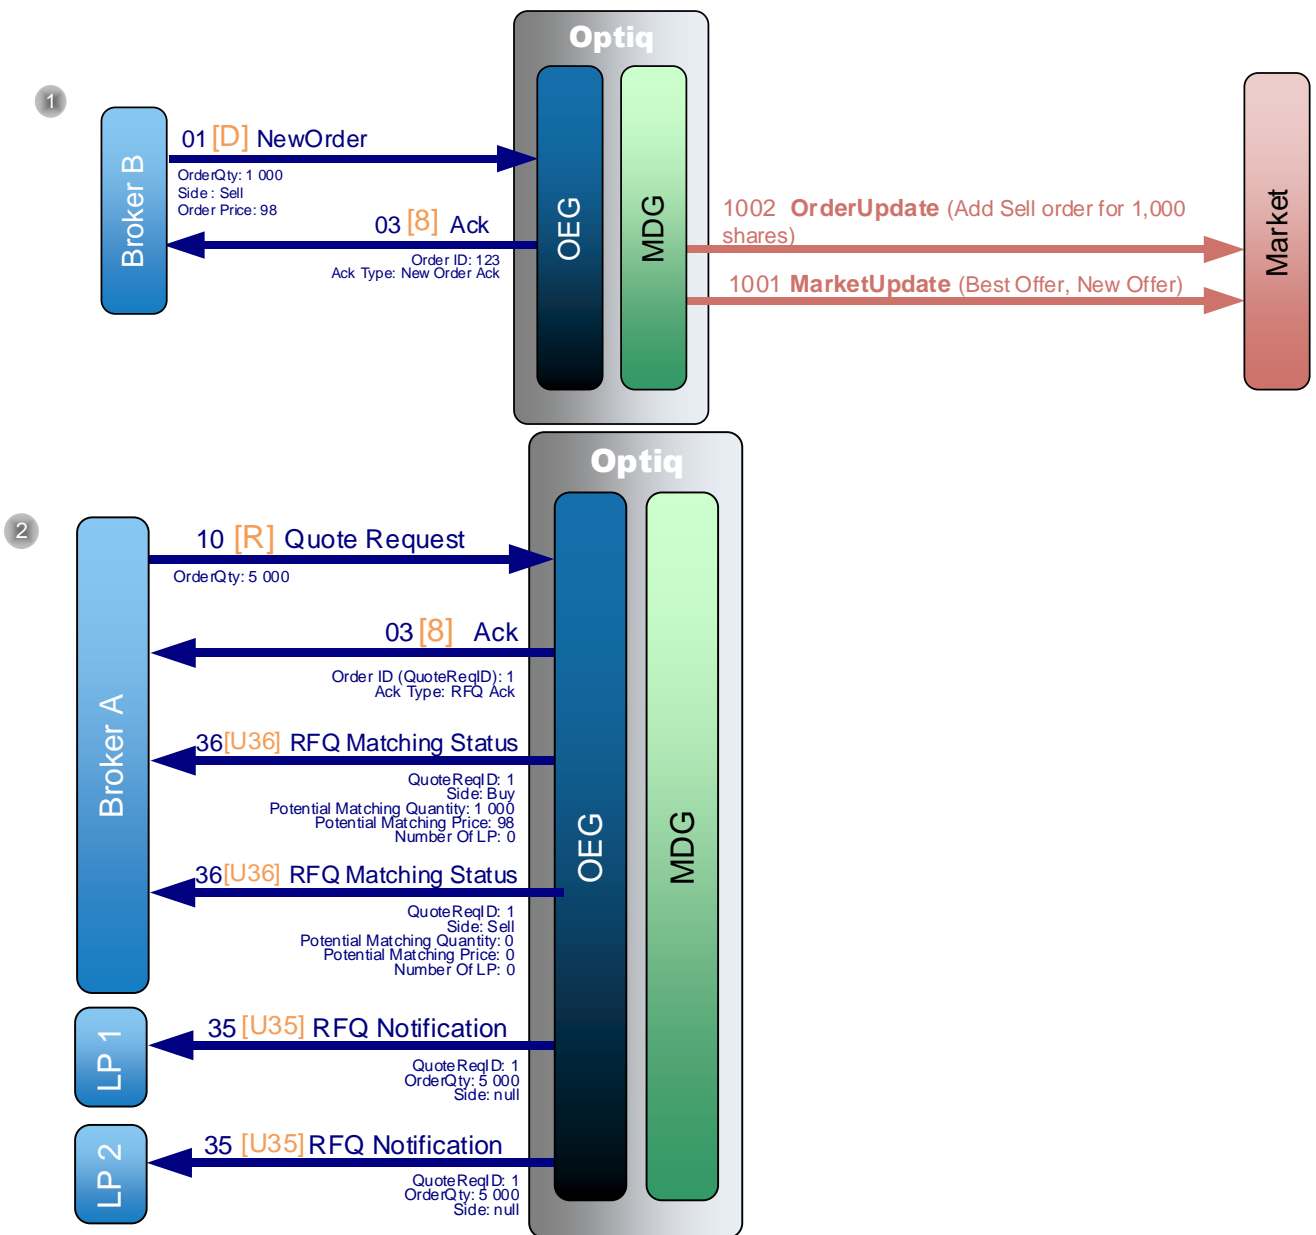 Optiq
1
Broker B
01 [D] NewOrder
OrderQty: 1 000
Side : Sell
Order Price: 98
03 [8] Ack
Order ID: 123
Ack Type: New Order Ack
OEG
MDG
1002 OrderUpdate (Add Sell order for 1,000
shares)
1001 MarketUpdate (Best Offer, New Offer)
Market
Optiq
2
Broker A
10 [R] Quote Request
OrderQty: 5 000
03 [8] Ack
Order ID (QuoteReqID): 1
Ack Type: RFQ Ack
36 [U36] RFQ Matching Status
QuoteReqID: 1
Side: Buy
Potential Matching Quantity: 1 000
Potential Matching Price: 98
Number Of LP: 0
36 [U36] RFQ Matching Status
QuoteReqID: 1
Side: Sell
Potential Matching Quantity: 0
Potential Matching Price: 0
Number Of LP: 0
OEG
MDG
LP 1
35 [U35] RFQ Notification
QuoteReqID: 1
OrderQty: 5 000
Side: null
LP 2
35 [U35] RFQ Notification
QuoteReqID: 1
OrderQty: 5 000
Side: null